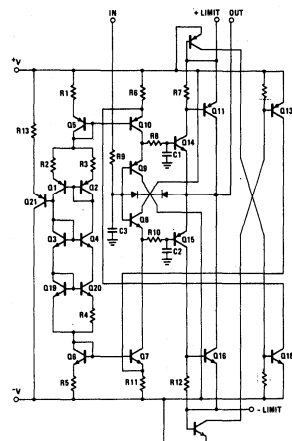 IN
+ LIMIT
OUT
+V
R1
R6
R7
Q11
Q5
Q10
Q13
R13
R8
Q14
C1
R2
R3
R9
Q9
Q21
Q1
Q2
Q3
Q4
Q8
Q15
R10
C3
C2
Q19
Q20
R4
Q6
Q7
Q16
Q18
R5
R11
R12
-V
- LIMIT